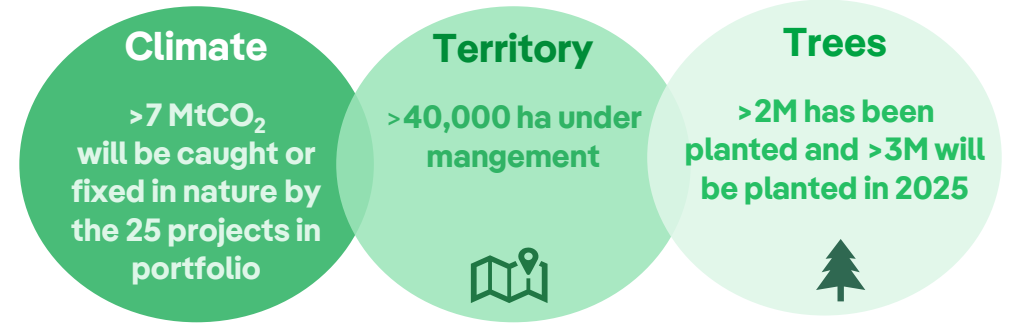 Climate
>7 MtCO₂
will be caught or
fixed in nature by
the 25 projects in
portfolio
Territory
>40,000 ha under
mangement
Trees
>2M has been
planted and >3M will
be planted in 2025